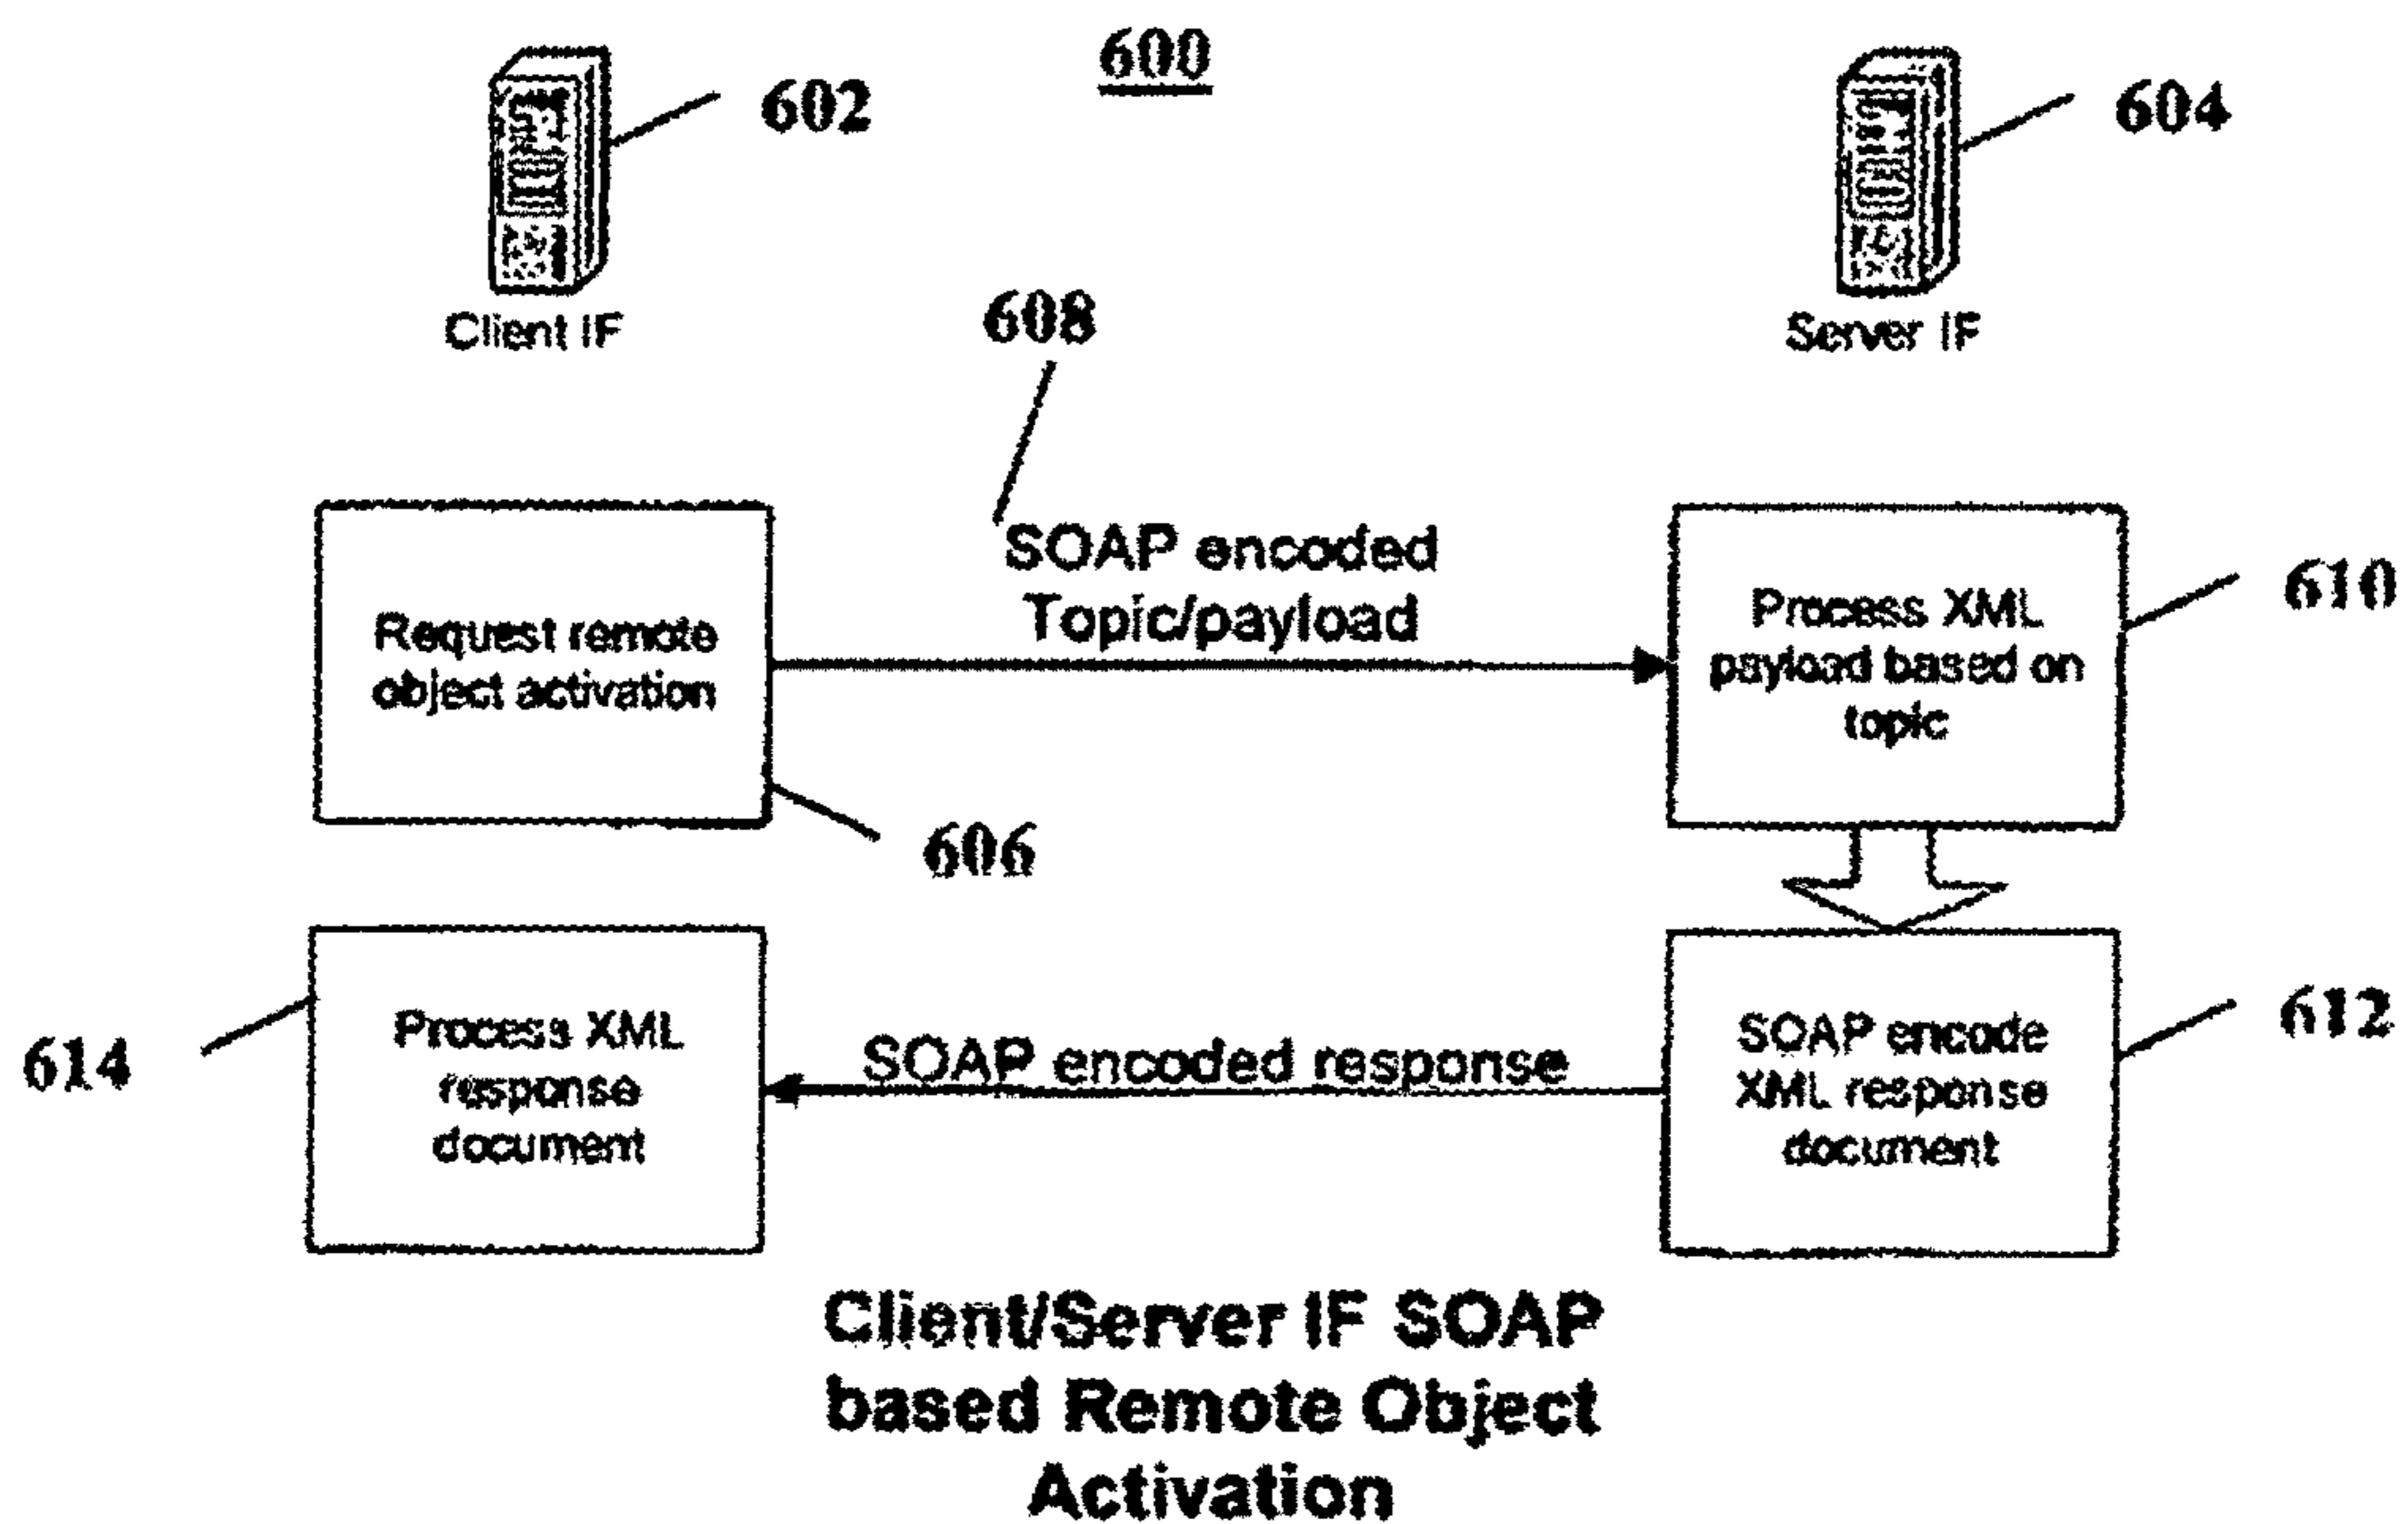 600
602
604
Client IF
Server IF
608
SOAP encoded
Topic/payload
Request remote
object activation
Process XML
payload based on
topic
610
606
614
Process XML
response
document
SOAP encoded response
SOAP encode
XML response
document
612
Client/Server IF SOAP
based Remote Object
Activation